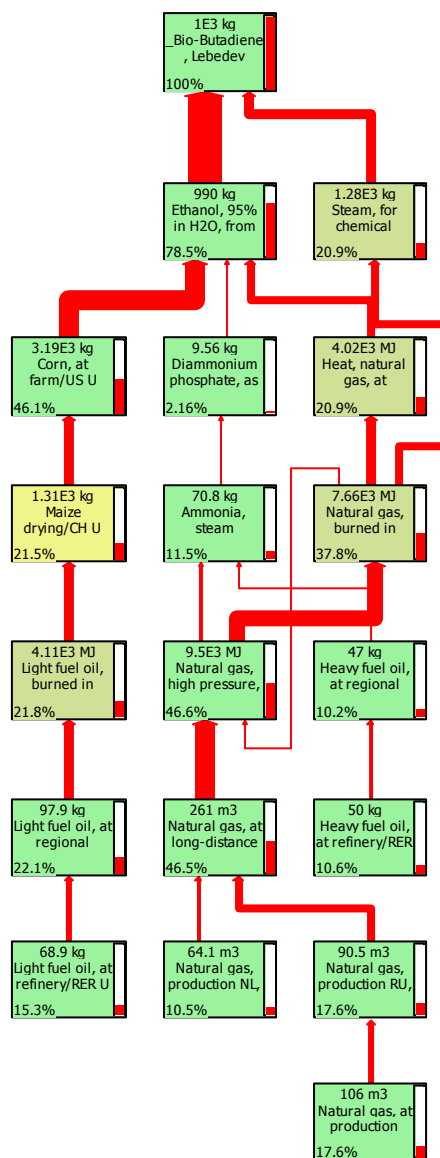 1E3 kg
_Bio-Butadiene
, Lebedev
100%
990 kg
Ethanol, 95%
in H2O, from
78.5%
1.28E3 kg
Steam, for
chemical
20.9%
3.19E3 kg
Corn, at
farm/US U
46.1%
9.56 kg
Diammonium
phosphate, as
2.16%
4.02E3 MJ
Heat, natural
gas, at
20.9%
1.31E3 kg
Maize
drying/CH U
21.5%
70.8 kg
Ammonia,
steam
11.5%
7.66E3 MJ
Natural gas,
burned in
37.8%
4.11E3 MJ
Light fuel oil,
burned in
21.8%
9.5E3 MJ
Natural gas,
high pressure,
46.6%
47 kg
Heavy fuel oil,
at regional
10.2%
97.9 kg
Light fuel oil, at
regional
22.1%
261 m3
Natural gas, at
long-distance
46.5%
50 kg
Heavy fuel oil,
at refinery/RER
10.6%
68.9 kg
Light fuel oil, at
refinery/RER U
15.3%
64.1 m3
Natural gas,
production NL,
10.5%
90.5 m3
Natural gas,
production RU,
17.6%
106 m3
Natural gas, at
production
17.6%